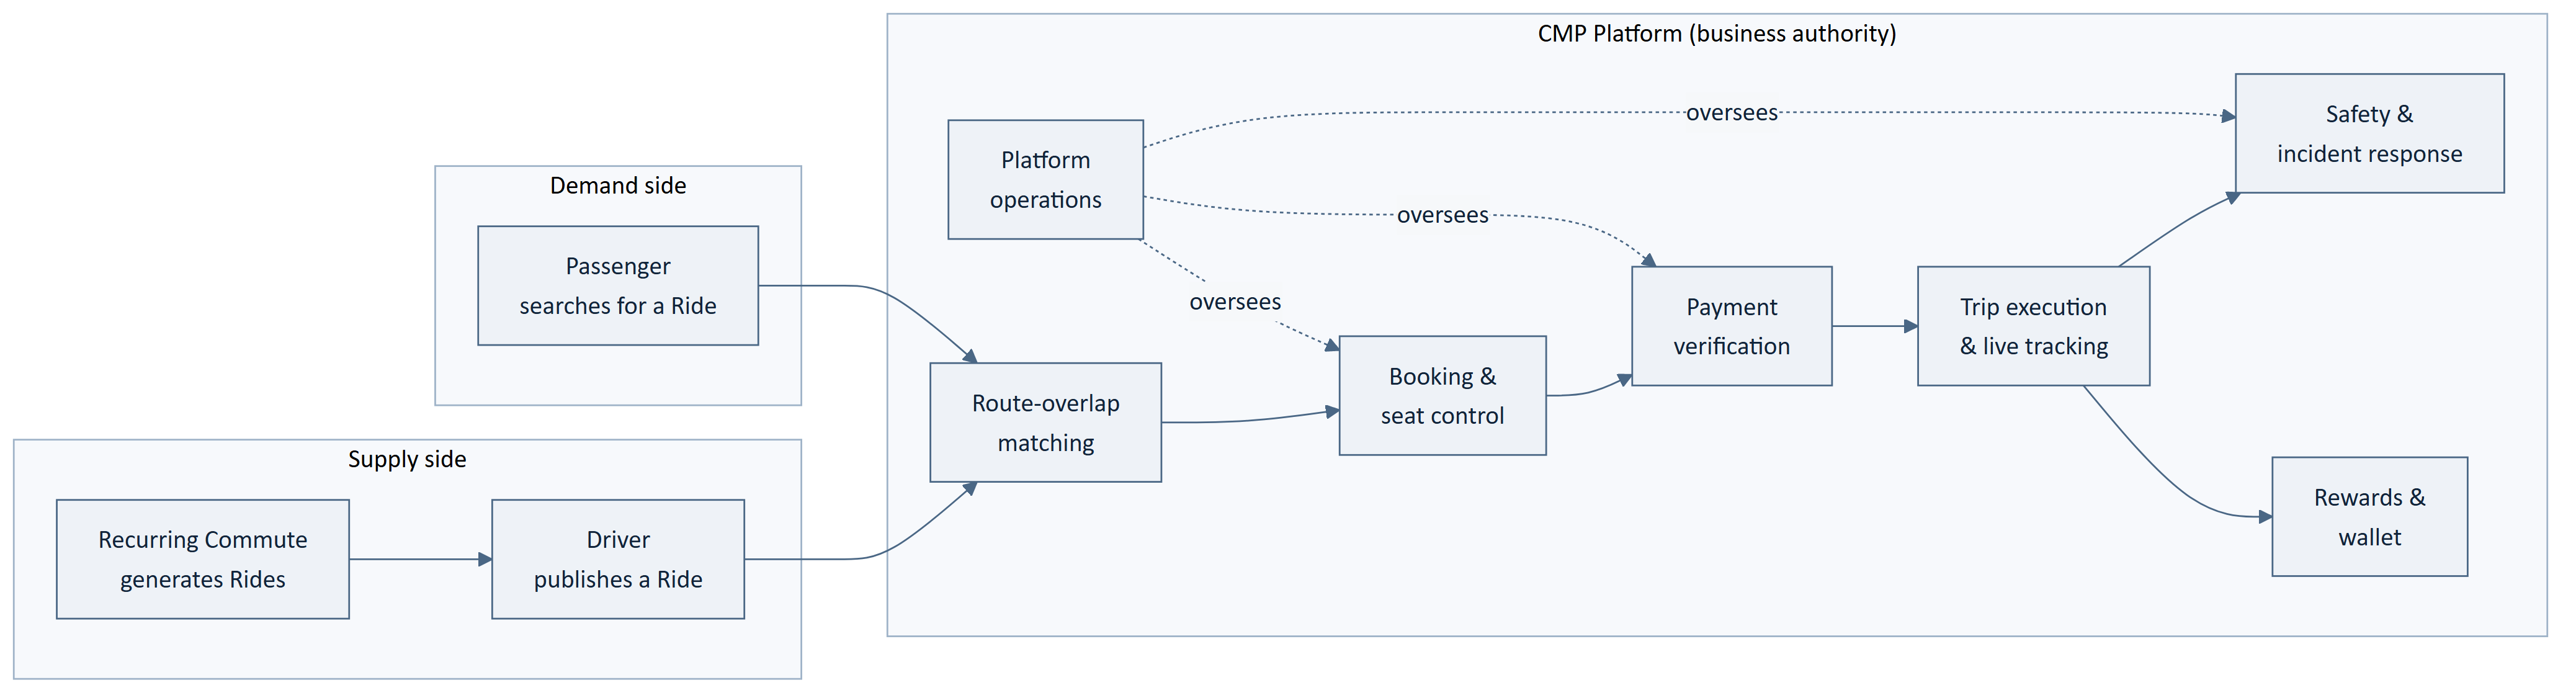 CMP Platform (business authority)
Platform
operations
oversees
oversees
oversees
Safety &
incident response
Demand side
Passenger
searches for a Ride
Supply side
Recurring Commute
generates Rides
Driver
publishes a Ride
Route-overlap
matching
Booking &
seat control
Payment
verification
Trip execution
& live tracking
Rewards &
wallet